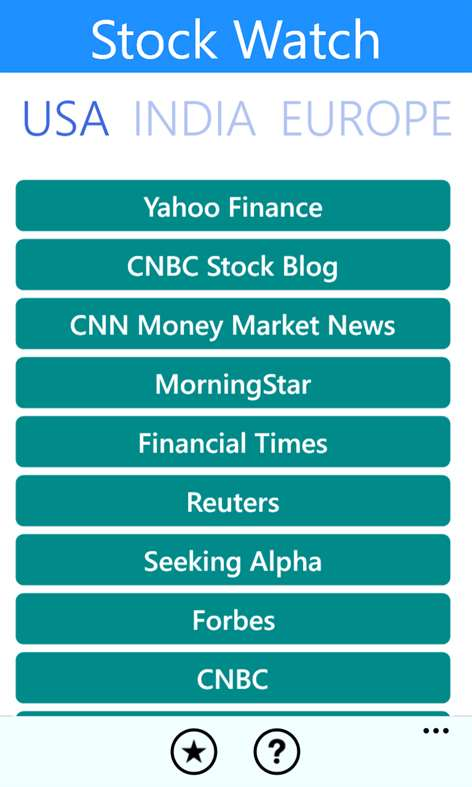 Stock Watch
USA INDIA EUROPE
Yahoo Finance
CNBC Stock Blog
CNN Money Market News
MorningStar
Financial Times
Reuters
Seeking Alpha
Forbes
CNBC
?